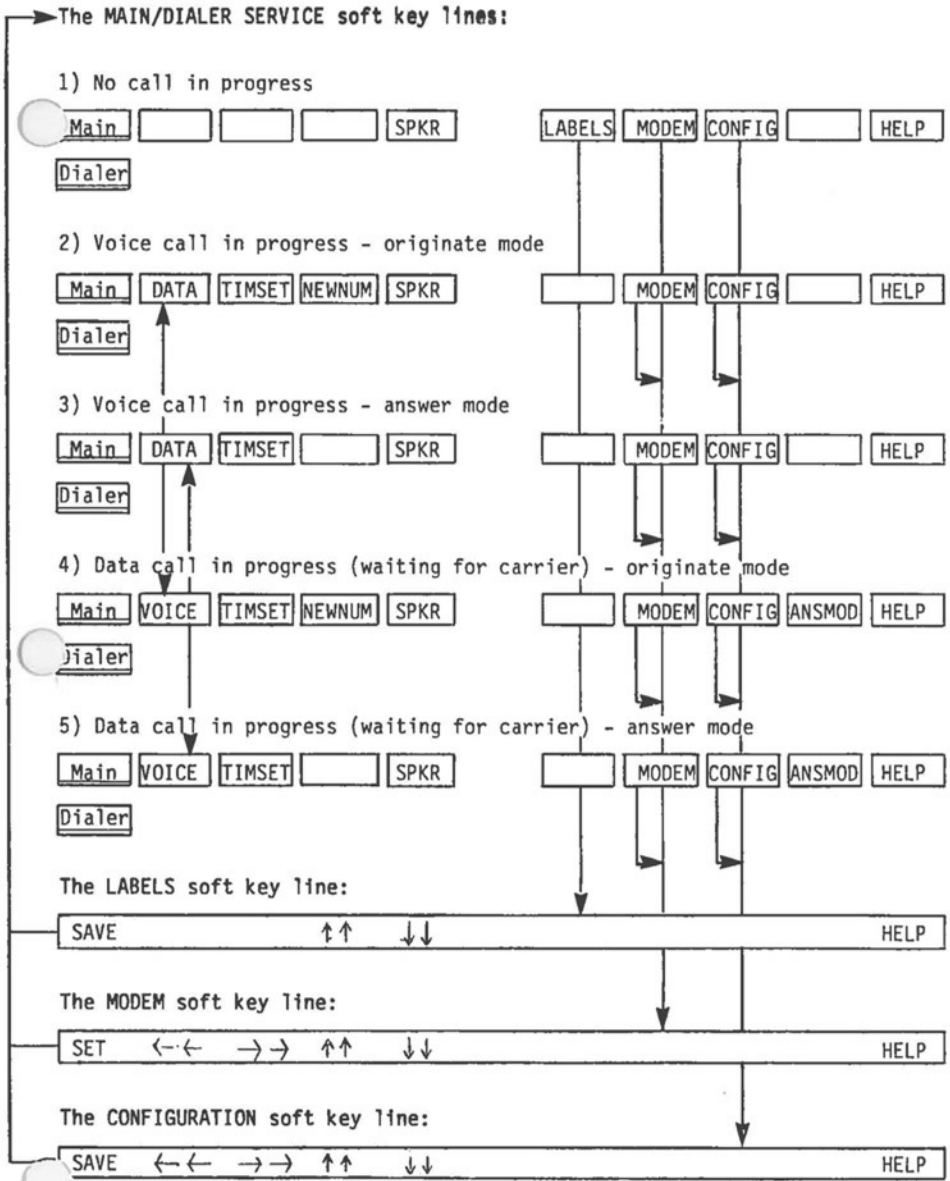 The MAIN/DIALER SERVICE soft key lines:
1) No call in progress
Main SPKR LABELS MODEM CONFIG HELP
Dialer
2) Voice call in progress - originate mode
Main DATA TIMSET NEWNUM SPKR MODEM CONFIG HELP
Dialer
3) Voice call in progress - answer mode
Main DATA TIMSET SPKR MODEM CONFIG HELP
Dialer
4) Data call in progress (waiting for carrier) - originate mode
Main VOICE TIMSET NEWNUM SPKR MODEM CONFIG ANSMOD HELP
Dialer
5) Data call in progress (waiting for carrier) - answer mode
Main VOICE TIMSET SPKR MODEM CONFIG ANSMOD HELP
Dialer
The LABELS soft key line:
SAVE ↑↑ ↓↓ HELP
The MODEM soft key line:
SET ←← →→ ↑↑ ↓↓ HELP
The CONFIGURATION soft key line:
SAVE ←← →→ ↑↑ ↓↓ HELP